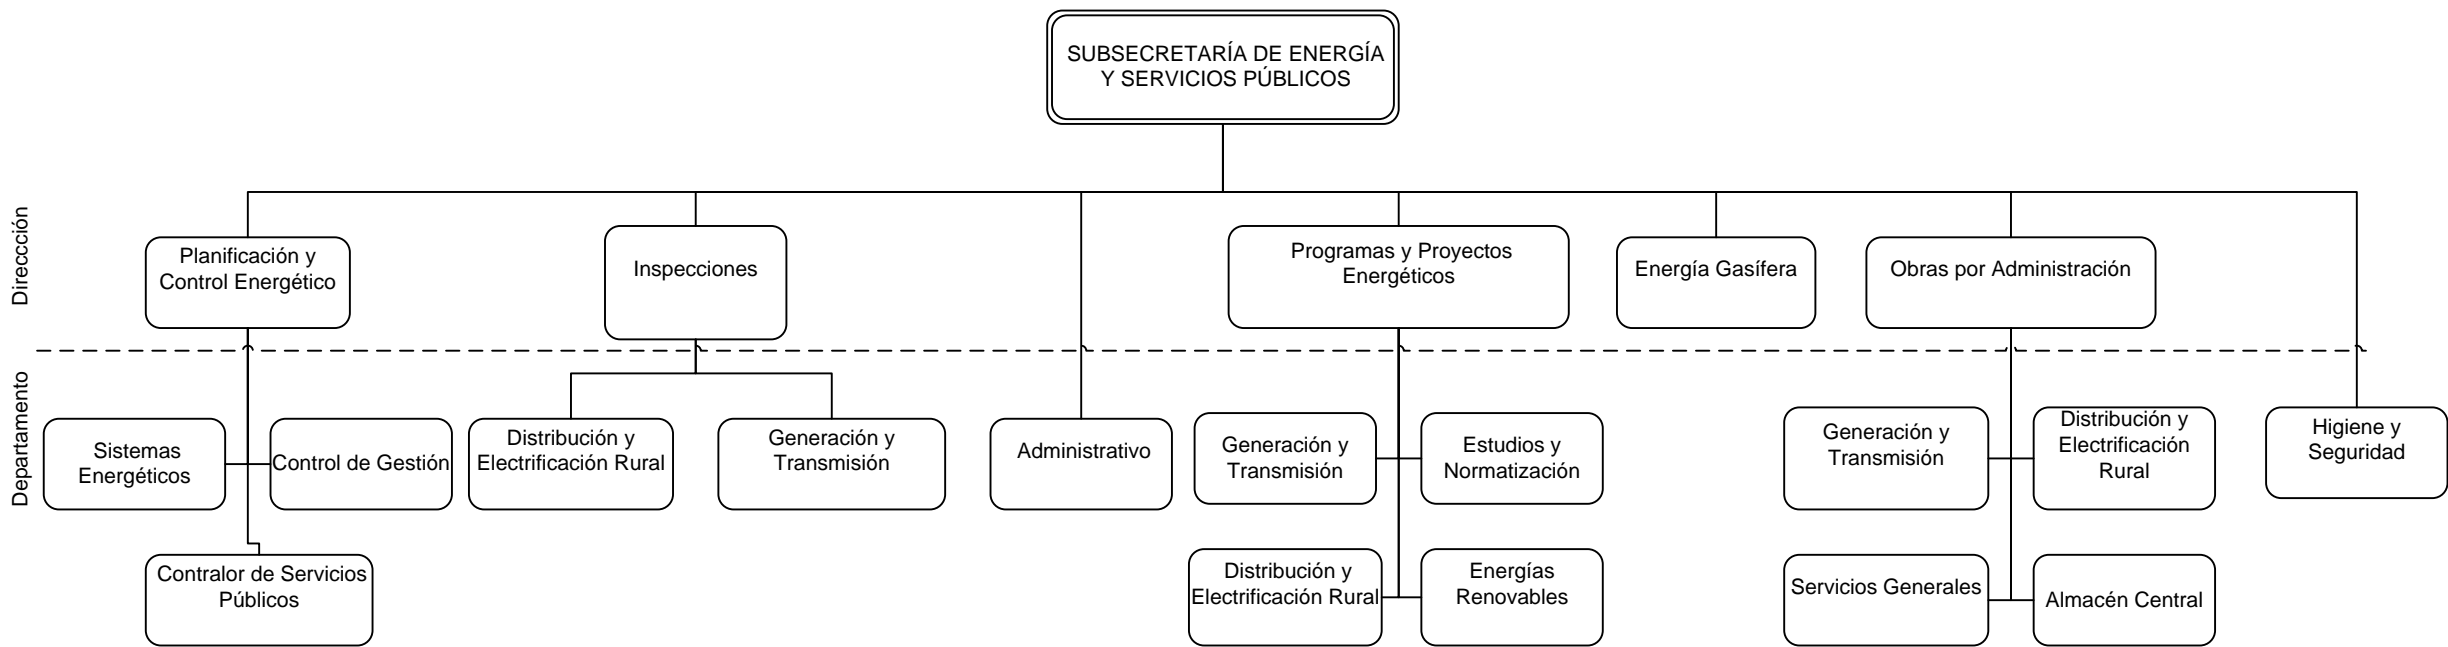 SUBSECRETARÍA DE ENERGÍA
Y SERVICIOS PÚBLICOS
Dirección
Planificación y
Control Energético
Inspecciones
Programas y Proyectos
Energéticos
Energía Gasífera
Obras por Administración
Departamento
Sistemas
Energéticos
Control de Gestión
Distribución y
Electrificación Rural
Generación y
Transmisión
Administrativo
Generación y
Transmisión
Estudios y
Normatización
Generación y
Transmisión
Distribución y
Electrificación
Rural
Higiene y
Seguridad
Contralor de Servicios
Públicos
Distribución y
Electrificación Rural
Energías
Renovables
Servicios Generales
Almacén Central